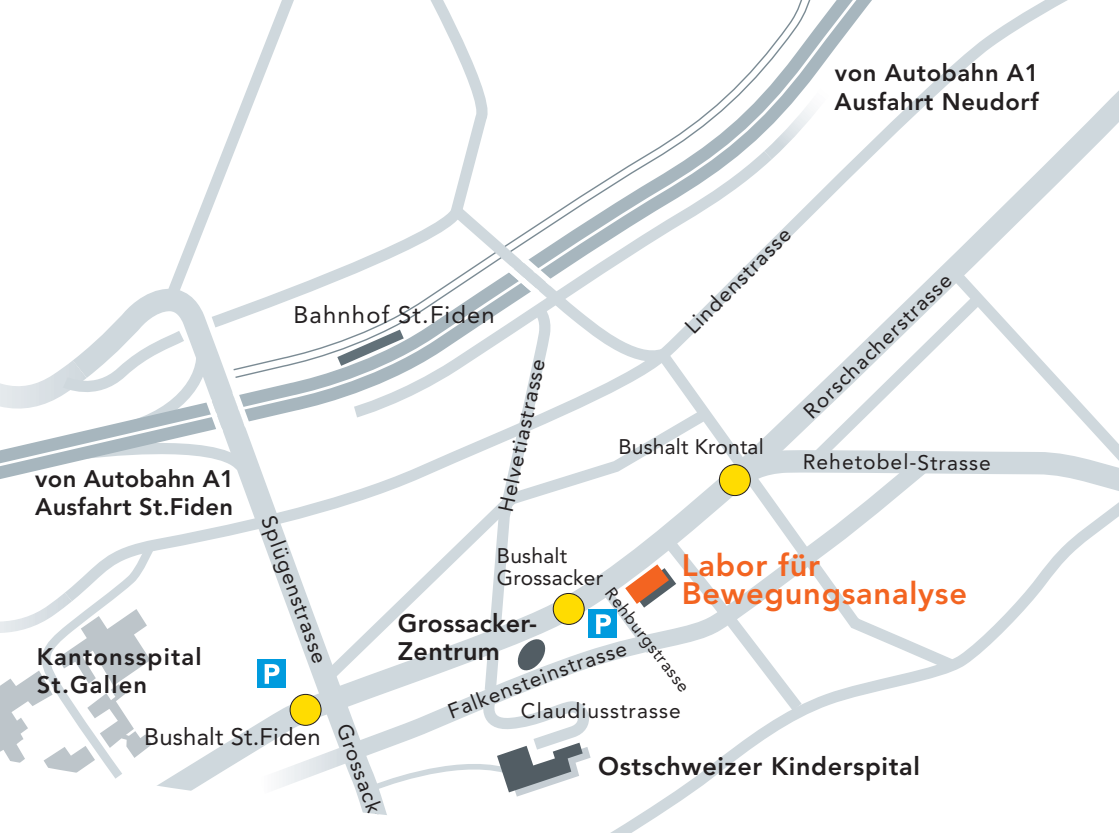 von Autobahn A1
Ausfahrt Neudorf
Lindenstrasse
Bahnhof St.Fiden
Rorschacherstrasse
Helvetiastrasse
Bushalt Krontal
Rehetobel-Strasse
von Autobahn A1
Ausfahrt St.Fiden
Splügenstrasse
Bushalt
Grossacker
Labor für
Bewegungsanalyse
Rehburgstrasse
P
Grossacker-
Zentrum
Falkensteinstrasse
Kantonsspital
St.Gallen
P
Claudiusstrasse
Bushalt St.Fiden
Grossack
Ostschweizer Kinderspital